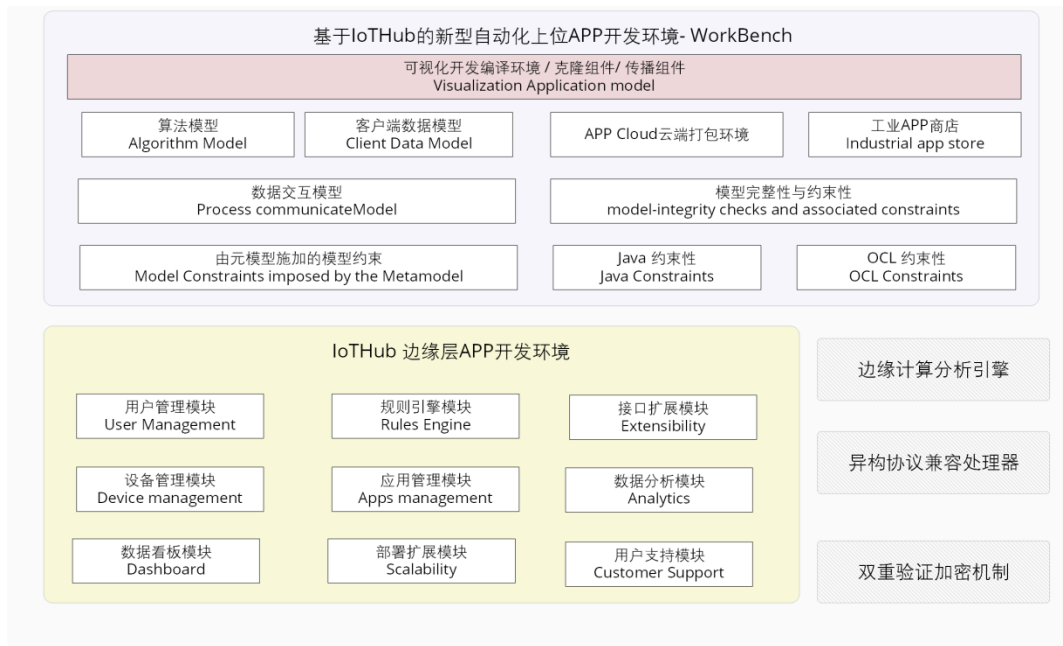 基于IoTHub的新型自动化上位APP开发环境- WorkBench
可视化开发编译环境 / 克隆组件/ 传播组件
Visualization Application model
算法模型
Algorithm Model
客户端数据模型
Client Data Model
APP Cloud云端打包环境
工业APP商店
Industrial app store
数据交互模型
Process communicateModel
模型完整性与约束性
model-integrity checks and associated constraints
由元模型施加的模型约束
Model Constraints imposed by the Metamodel
Java 约束性
Java Constraints
OCL 约束性
OCL Constraints
IoTHub 边缘层APP开发环境
用户管理模块
User Management
规则引擎模块
Rules Engine
接口扩展模块
Extensibility
设备管理模块
Device management
应用管理模块
Apps management
数据分析模块
Analytics
数据看板模块
Dashboard
部署扩展模块
Scalability
用户支持模块
Customer Support
边缘计算分析引擎
异构协议兼容处理器
双重验证加密机制